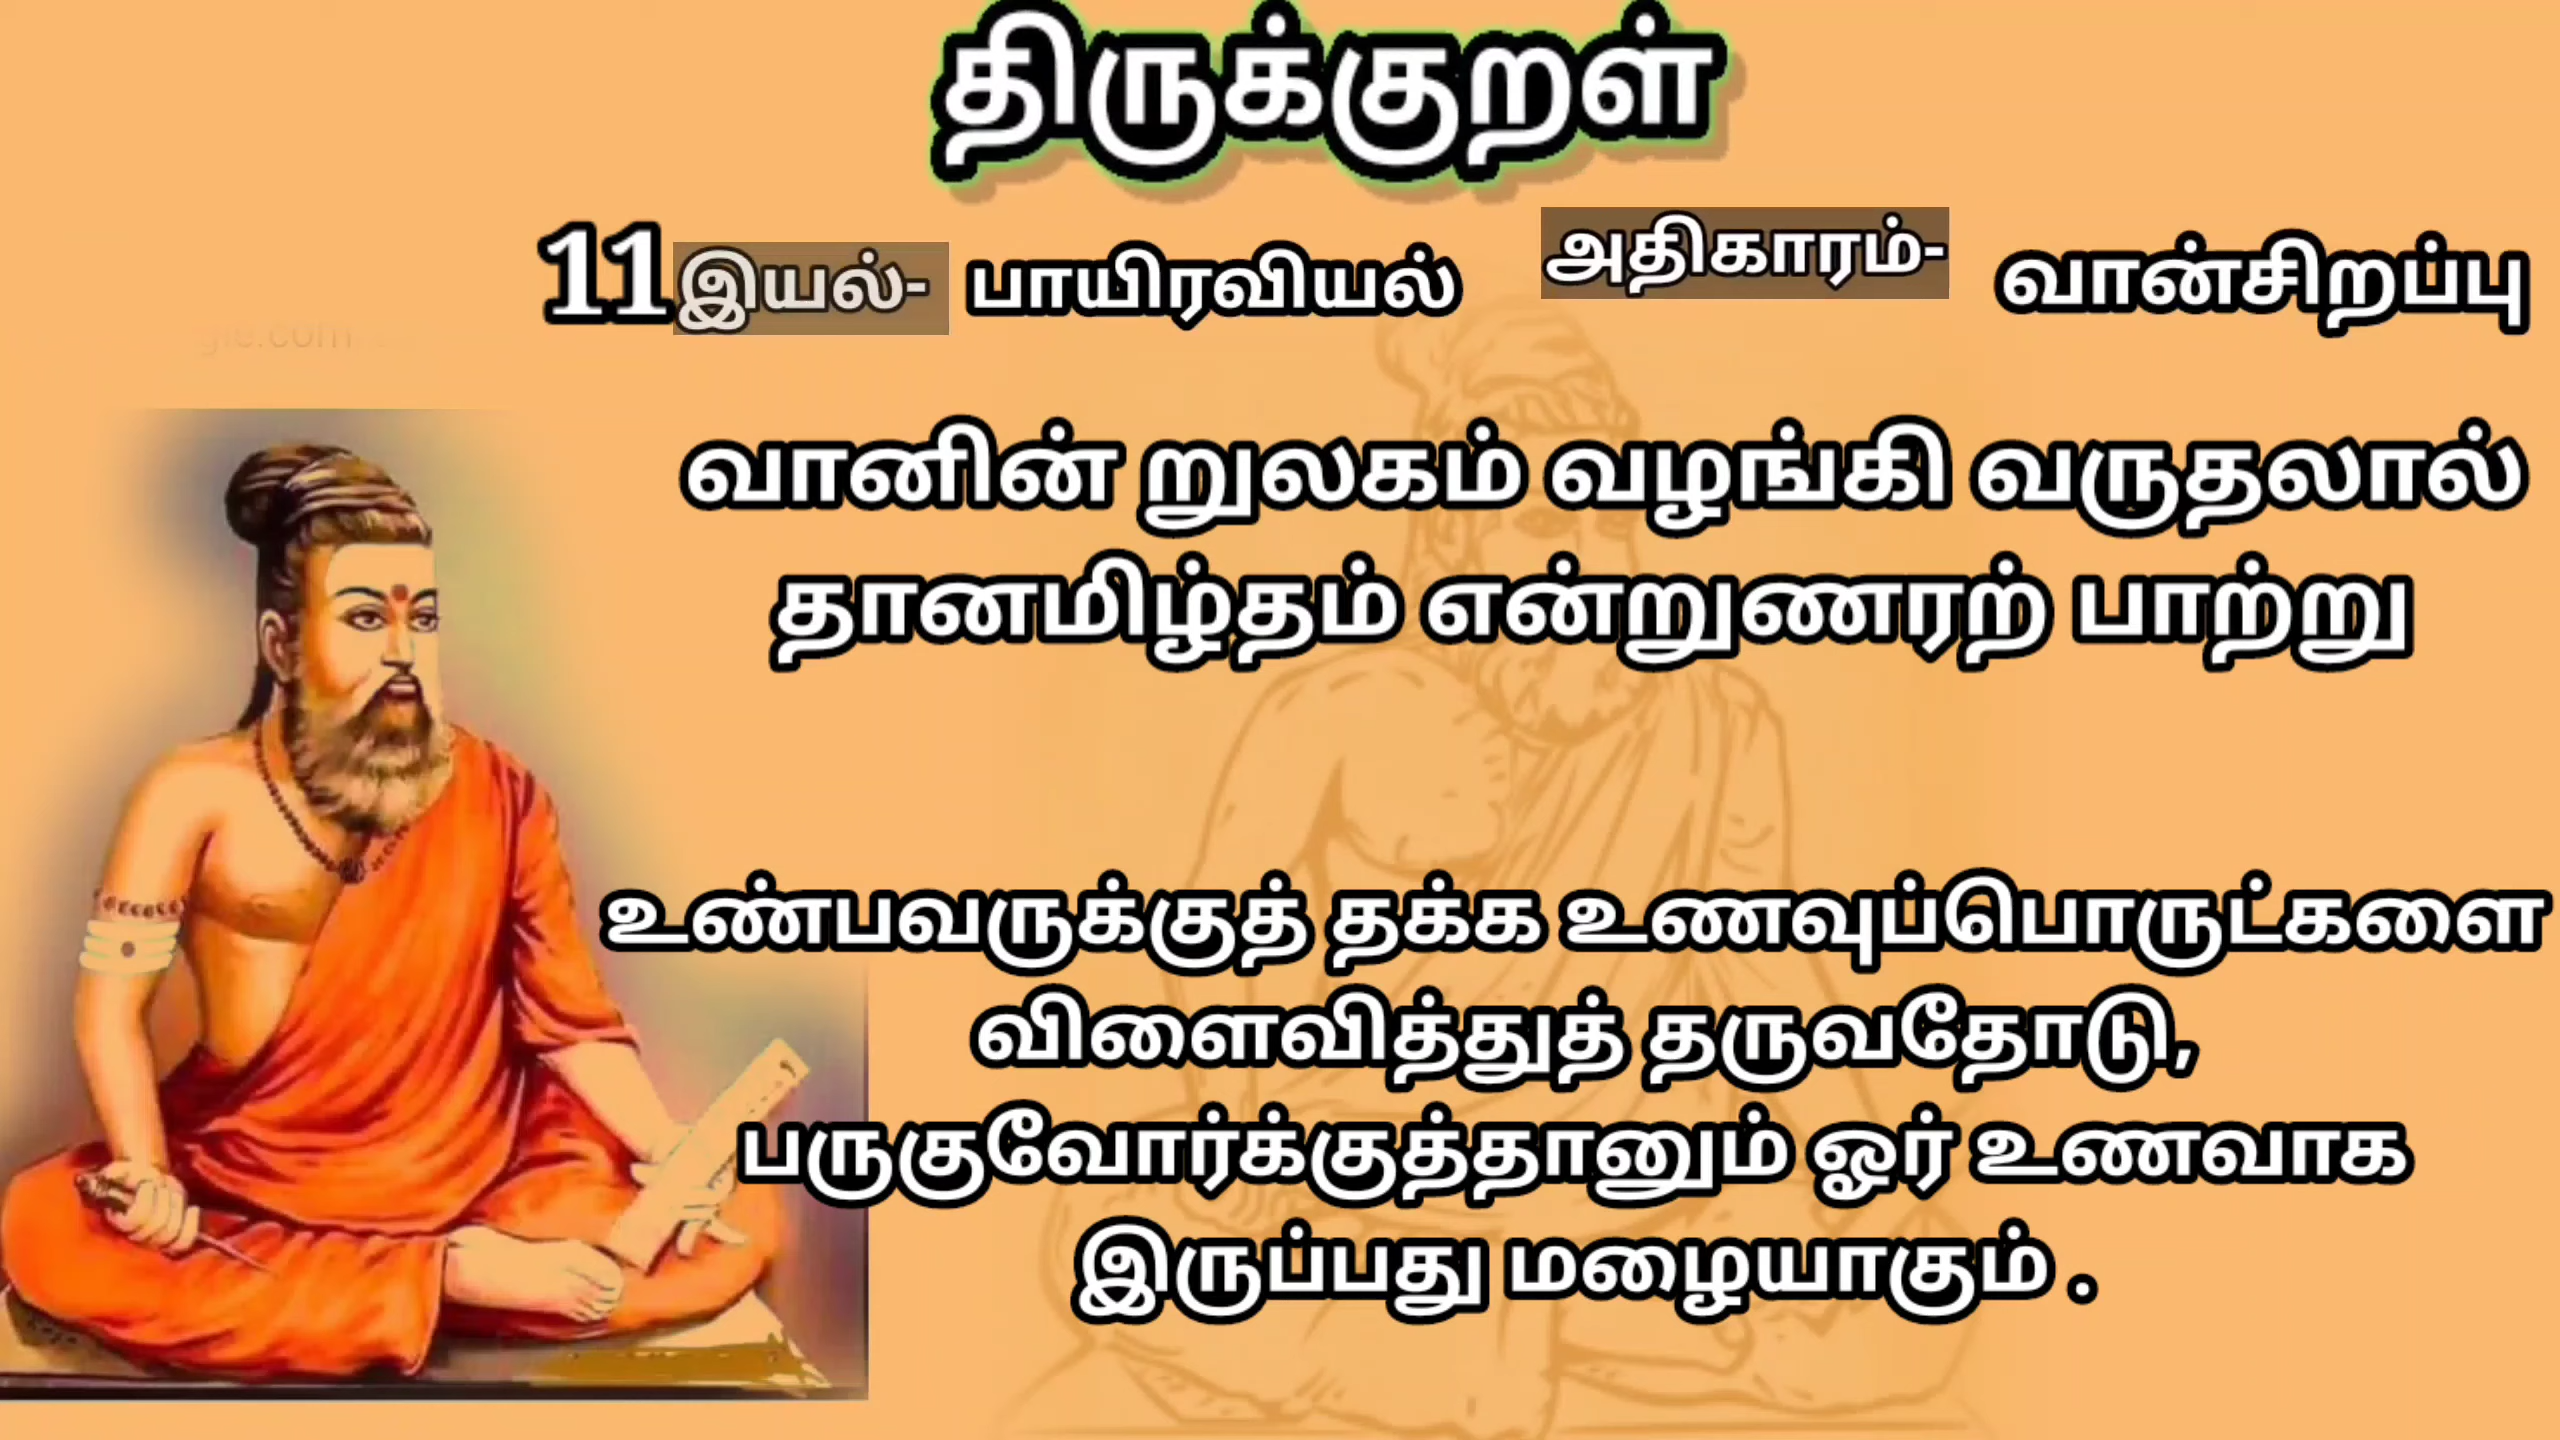 திருக்குறள்
11 இயல்- பாயிரவியல் அதிகாரம்- வான்சிறப்பு
வானின் றுலகம் வழங்கி வருதலால்
தானமிழ்தம் என்றுணரற் பாற்று
உண்பவருக்குத் தக்க உணவுப்பொருட்களை
விளைவித்துத் தருவதோடு,
பருகுவோர்க்குத்தானும் ஓர் உணவாக
இருப்பது மழையாகும் .